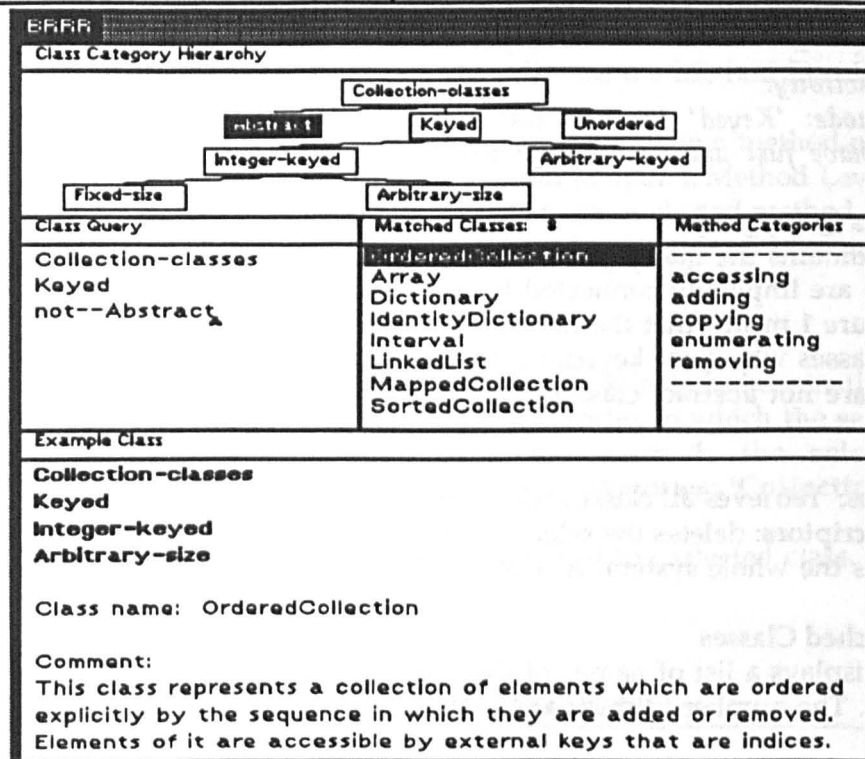 BRRR
Class Category Hierarchy
Collection-classes
Abstract Keyed Unordered
Integer-keyed Arbitrary-keyed
Fixed-size Arbitrary-size
Class Query
Collection-classes
Keyed
not--Abstract
Matched Classes: 8
OrderedCollection
Array
Dictionary
IdentityDictionary
Interval
LinkedList
MappedCollection
SortedCollection
Method Categories
------------
accessing
adding
copying
enumerating
removing
------------
Example Class
Collection-classes
Keyed
Integer-keyed
Arbitrary-size
Class name: OrderedCollection
Comment:
This class represents a collection of elements which are ordered
explicitly by the sequence in which they are added or removed.
Elements of it are accessible by external keys that are indices.